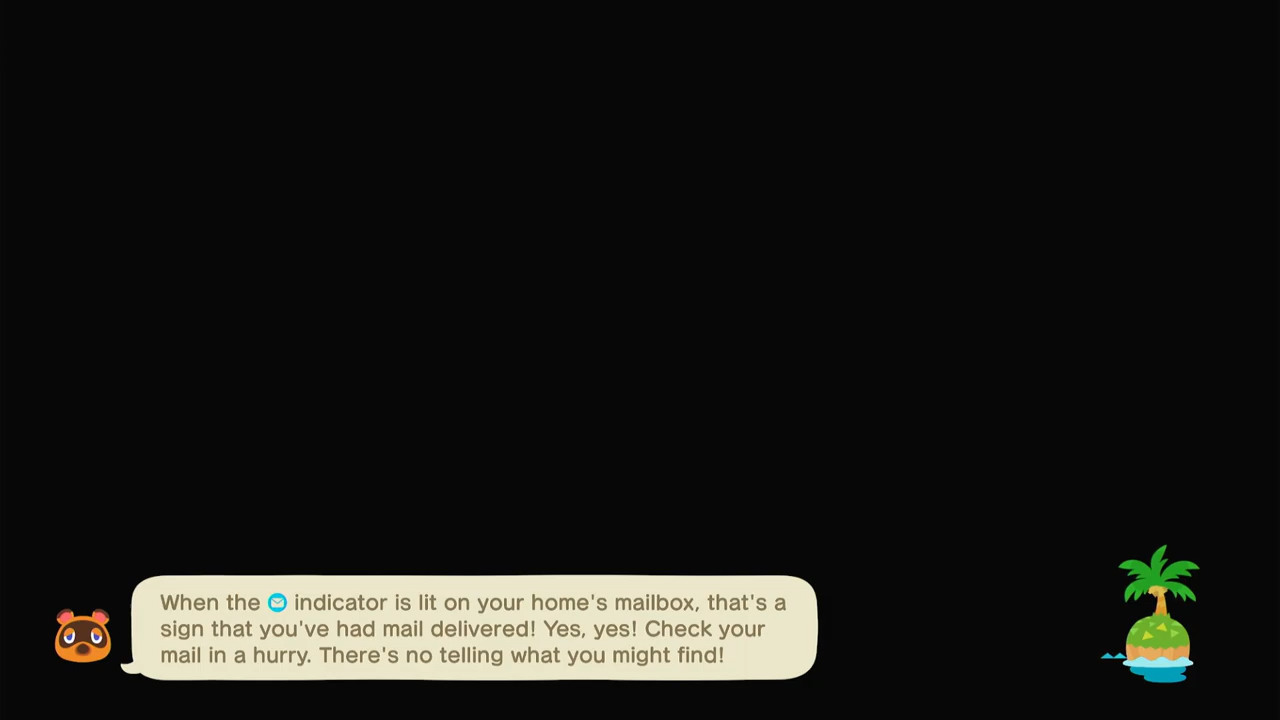 When the indicator is lit on your home's mailbox, that's a
sign that you've had mail delivered! Yes, yes! Check your
mail in a hurry. There's no telling what you might find!